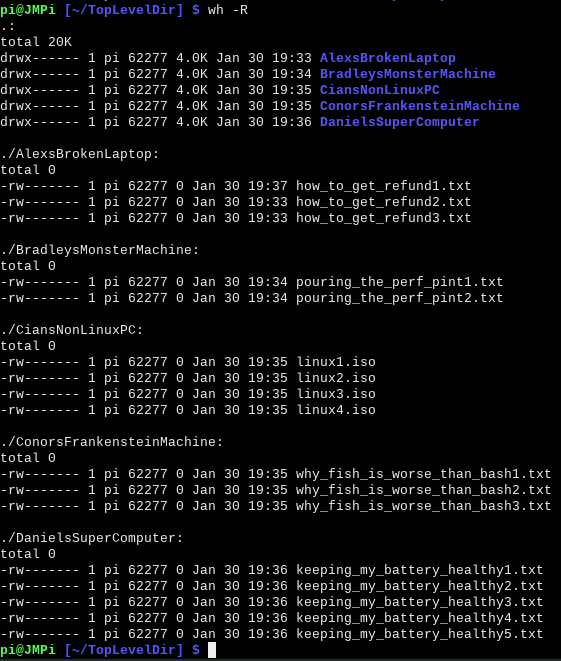 pi@JMPi [~/TopLevelDir] $ wh -R
.:
total 20K
drwx------ 1 pi 62277 4.0K Jan 30 19:33 AlexsBrokenLaptop
drwx------ 1 pi 62277 4.0K Jan 30 19:34 BradleysMonsterMachine
drwx------ 1 pi 62277 4.0K Jan 30 19:35 CiansNonLinuxPC
drwx------ 1 pi 62277 4.0K Jan 30 19:35 ConorsFrankensteinMachine
drwx------ 1 pi 62277 4.0K Jan 30 19:36 DanielsSuperComputer

./AlexsBrokenLaptop:
total 0
-rw------- 1 pi 62277 0 Jan 30 19:37 how_to_get_refund1.txt
-rw------- 1 pi 62277 0 Jan 30 19:33 how_to_get_refund2.txt
-rw------- 1 pi 62277 0 Jan 30 19:33 how_to_get_refund3.txt

./BradleysMonsterMachine:
total 0
-rw------- 1 pi 62277 0 Jan 30 19:34 pouring_the_perf_pint1.txt
-rw------- 1 pi 62277 0 Jan 30 19:34 pouring_the_perf_pint2.txt

./CiansNonLinuxPC:
total 0
-rw------- 1 pi 62277 0 Jan 30 19:35 linux1.iso
-rw------- 1 pi 62277 0 Jan 30 19:35 linux2.iso
-rw------- 1 pi 62277 0 Jan 30 19:35 linux3.iso
-rw------- 1 pi 62277 0 Jan 30 19:35 linux4.iso

./ConorsFrankensteinMachine:
total 0
-rw------- 1 pi 62277 0 Jan 30 19:35 why_fish_is_worse_than_bash1.txt
-rw------- 1 pi 62277 0 Jan 30 19:35 why_fish_is_worse_than_bash2.txt
-rw------- 1 pi 62277 0 Jan 30 19:35 why_fish_is_worse_than_bash3.txt

./DanielsSuperComputer:
total 0
-rw------- 1 pi 62277 0 Jan 30 19:36 keeping_my_battery_healthy1.txt
-rw------- 1 pi 62277 0 Jan 30 19:36 keeping_my_battery_healthy2.txt
-rw------- 1 pi 62277 0 Jan 30 19:36 keeping_my_battery_healthy3.txt
-rw------- 1 pi 62277 0 Jan 30 19:36 keeping_my_battery_healthy4.txt
-rw------- 1 pi 62277 0 Jan 30 19:36 keeping_my_battery_healthy5.txt
pi@JMPi [~/TopLevelDir] $